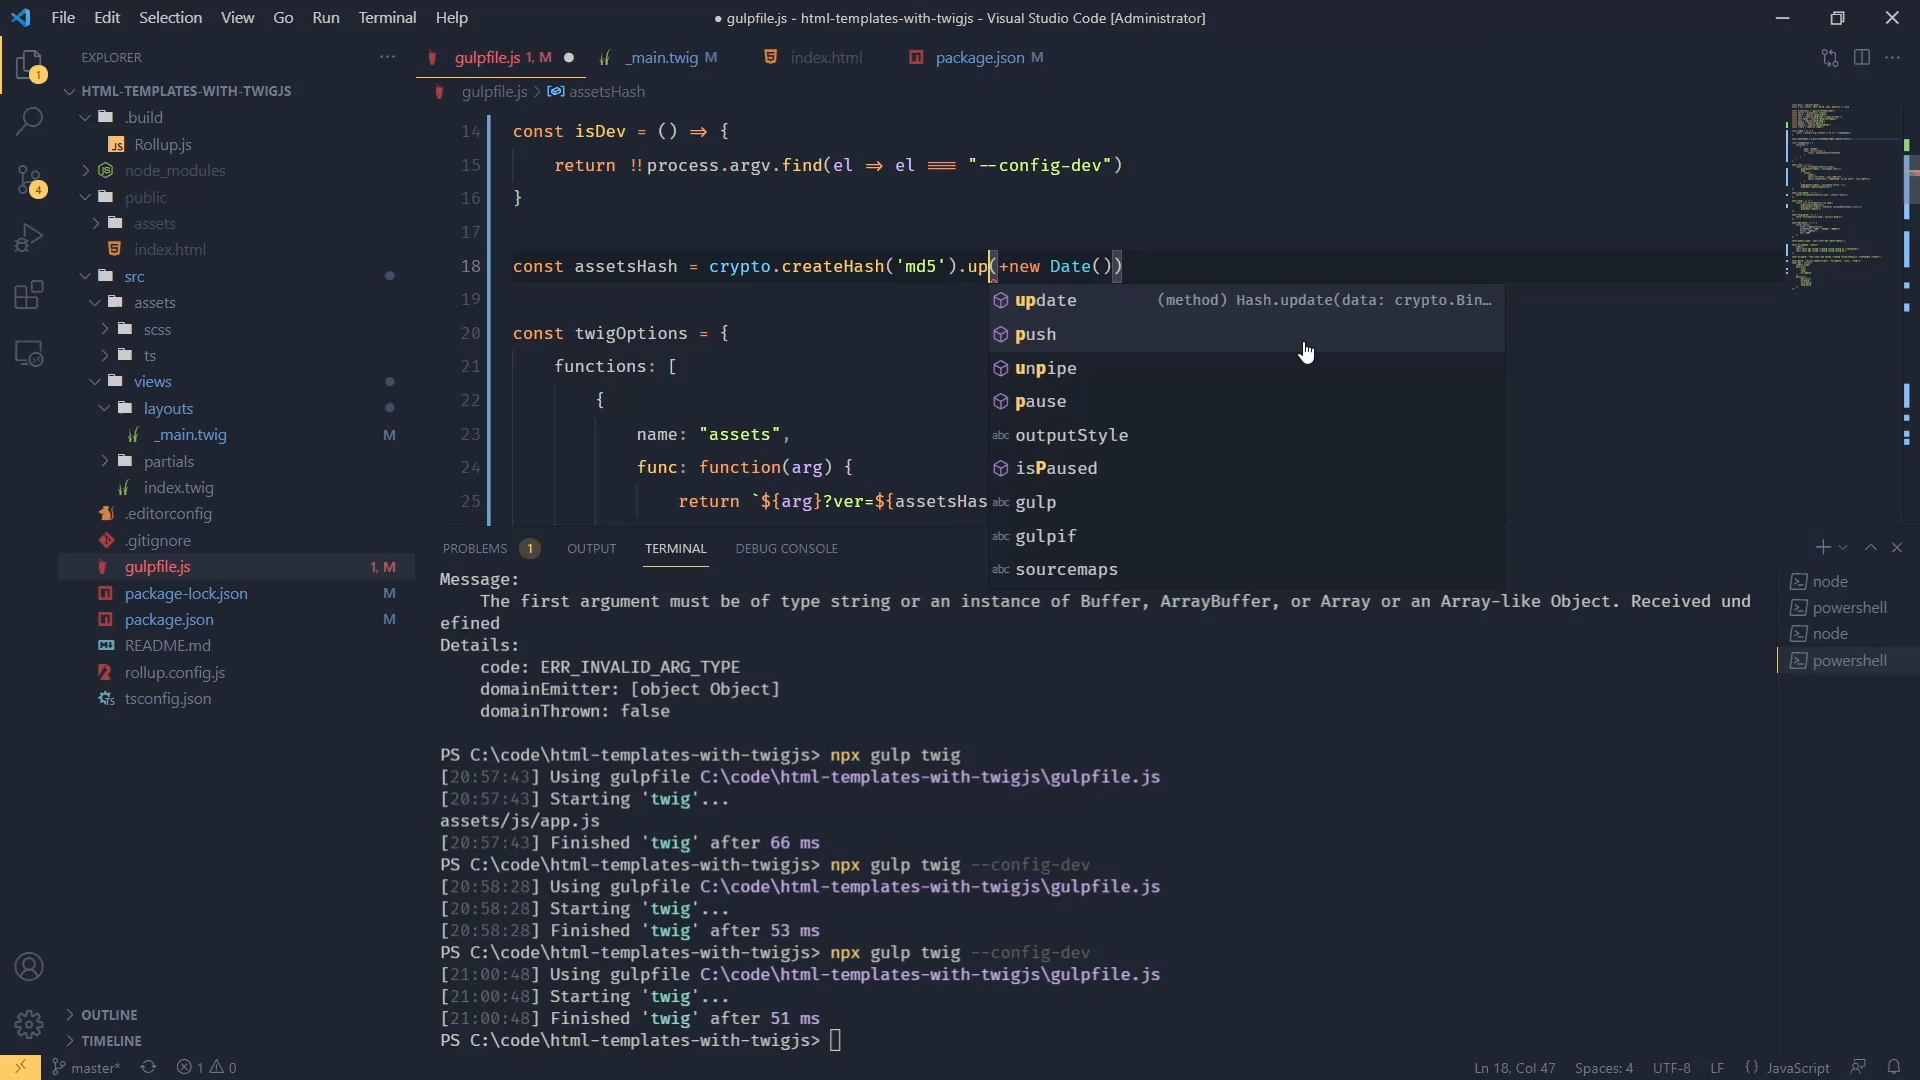 File Edit Selection View Go Run Terminal Help
● gulpfile.js - html-templates-with-twigjs - Visual Studio Code [Administrator]
EXPLORER
gulpfile.js 1, M
_main.twig M
index.html
package.json M
1
HTML-TEMPLATES-WITH-TWIGJS
gulpfile.js > assetsHash
.build
JS Rollup.js
node_modules
public
assets
index.html
src
assets
scss
ts
views
layouts
_main.twig M
partials
index.twig
.editorconfig
.gitignore
gulpfile.js 1, M
package-lock.json M
package.json M
README.md
rollup.config.js
tsconfig.json
4
OUTLINE
TIMELINE
14 const isDev = () => {
15 return !!process.argv.find(el => el === "--config-dev")
16 }
17
18 const assetsHash = crypto.createHash('md5').up(+new Date())
19
20 const twigOptions = {
21 functions: [
22 {
23 name: "assets",
24 func: function(arg) {
25 return `${arg}?ver=${assetsHas
update (method) Hash.update(data: crypto.Bin…
push
unpipe
pause
abc outputStyle
isPaused
abc gulp
abc gulpif
abc sourcemaps
PROBLEMS 1 OUTPUT TERMINAL DEBUG CONSOLE
Message:
The first argument must be of type string or an instance of Buffer, ArrayBuffer, or Array or an Array-like Object. Received und
efined
Details:
code: ERR_INVALID_ARG_TYPE
domainEmitter: [object Object]
domainThrown: false
PS C:\code\html-templates-with-twigjs> npx gulp twig
[20:57:43] Using gulpfile C:\code\html-templates-with-twigjs\gulpfile.js
[20:57:43] Starting 'twig'...
assets/js/app.js
[20:57:43] Finished 'twig' after 66 ms
PS C:\code\html-templates-with-twigjs> npx gulp twig --config-dev
[20:58:28] Using gulpfile C:\code\html-templates-with-twigjs\gulpfile.js
[20:58:28] Starting 'twig'...
[20:58:28] Finished 'twig' after 53 ms
PS C:\code\html-templates-with-twigjs> npx gulp twig --config-dev
[21:00:48] Using gulpfile C:\code\html-templates-with-twigjs\gulpfile.js
[21:00:48] Starting 'twig'...
[21:00:48] Finished 'twig' after 51 ms
PS C:\code\html-templates-with-twigjs>
node
powershell
node
powershell
master* 1 0
Ln 18, Col 47 Spaces: 4 UTF-8 LF {} JavaScript